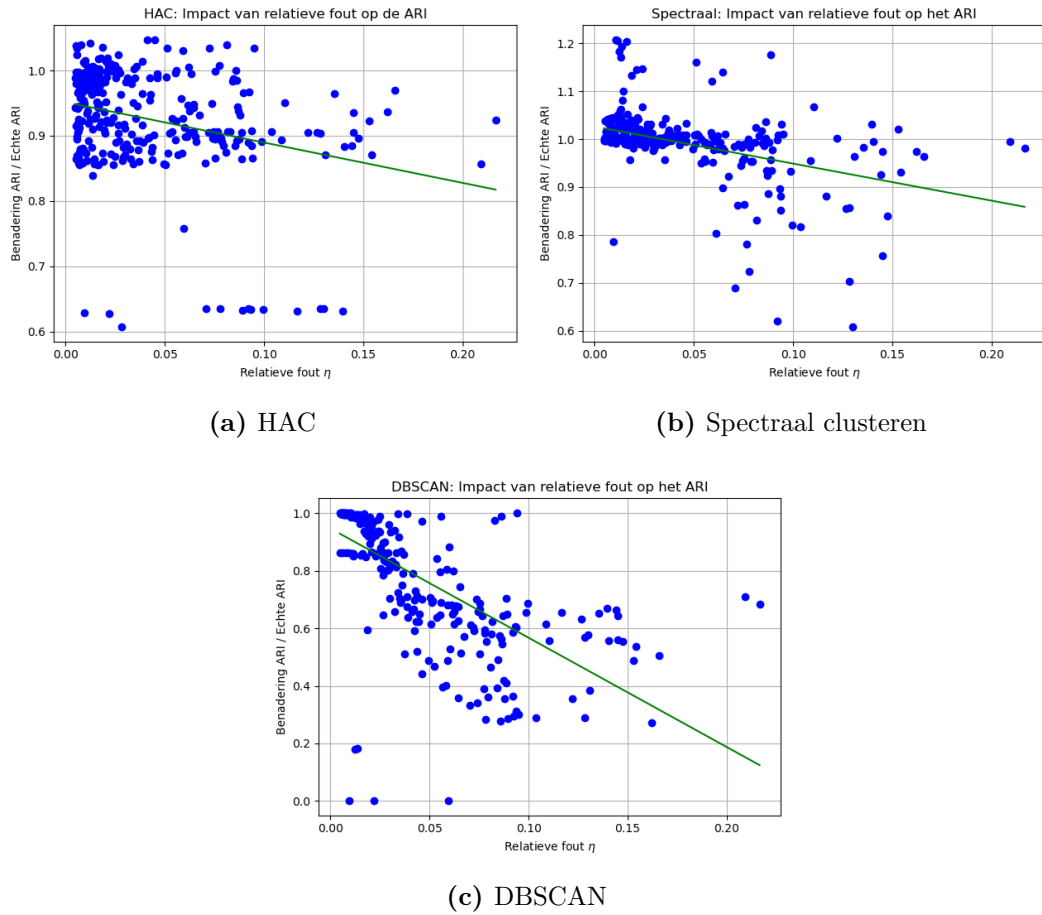 HAC: Impact van relatieve fout op de ARI
Benadering ARI / Echte ARI
1.0
0.9
0.8
0.7
0.6
0.00 0.05 0.10 0.15 0.20
Relatieve fout η
(a) HAC
Spectraal: Impact van relatieve fout op het ARI
Benadering ARI / Echte ARI
1.2
1.1
1.0
0.9
0.8
0.7
0.6
0.00 0.05 0.10 0.15 0.20
Relatieve fout η
(b) Spectraal clusteren
DBSCAN: Impact van relatieve fout op het ARI
Benadering ARI / Echte ARI
1.0
0.8
0.6
0.4
0.2
0.0
0.00 0.05 0.10 0.15 0.20
Relatieve fout η
(c) DBSCAN